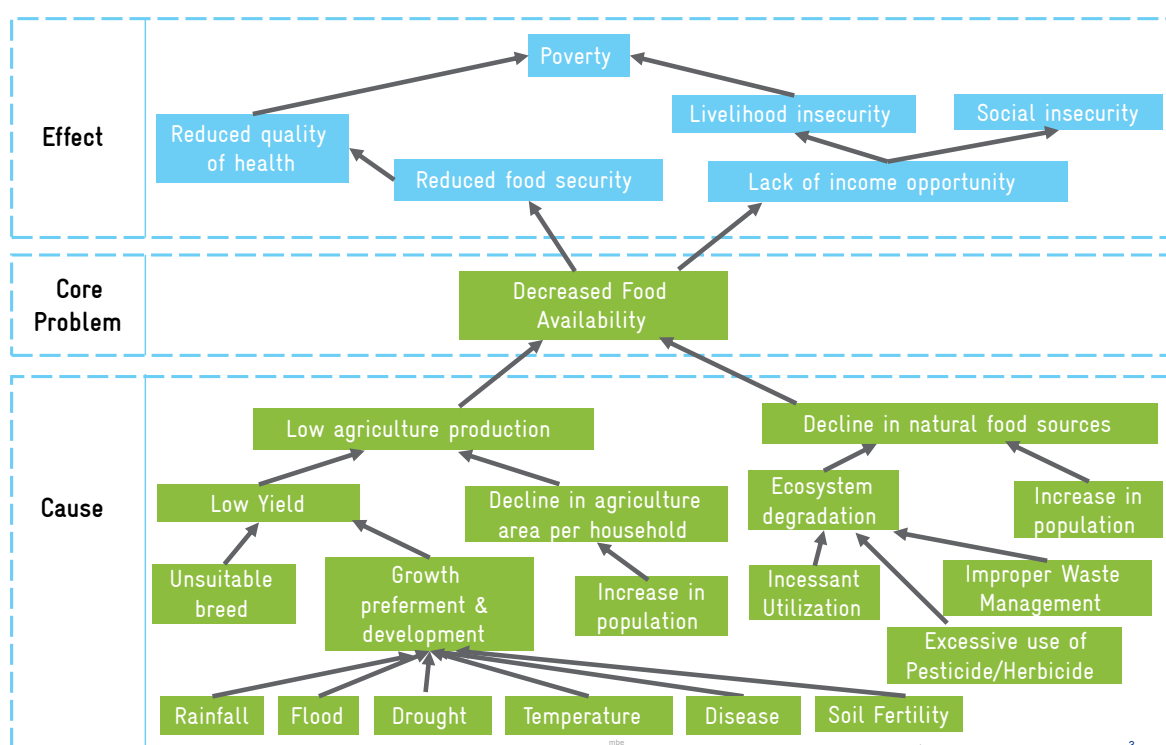 Effect
Poverty
Livelihood insecurity
Social insecurity
Reduced quality
of health
Reduced food security
Lack of income opportunity
Core
Problem
Decreased Food
Availability
Cause
Low agriculture production
Decline in natural food sources
Low Yield
Decline in agriculture
area per household
Ecosystem
degradation
Increase in
population
Unsuitable
breed
Growth
preferment &
development
Increase in
population
Incessant
Utilization
Improper Waste
Management
Excessive use of
Pesticide/Herbicide
Rainfall
Flood
Drought
Temperature
Disease
Soil Fertility
mbe
3